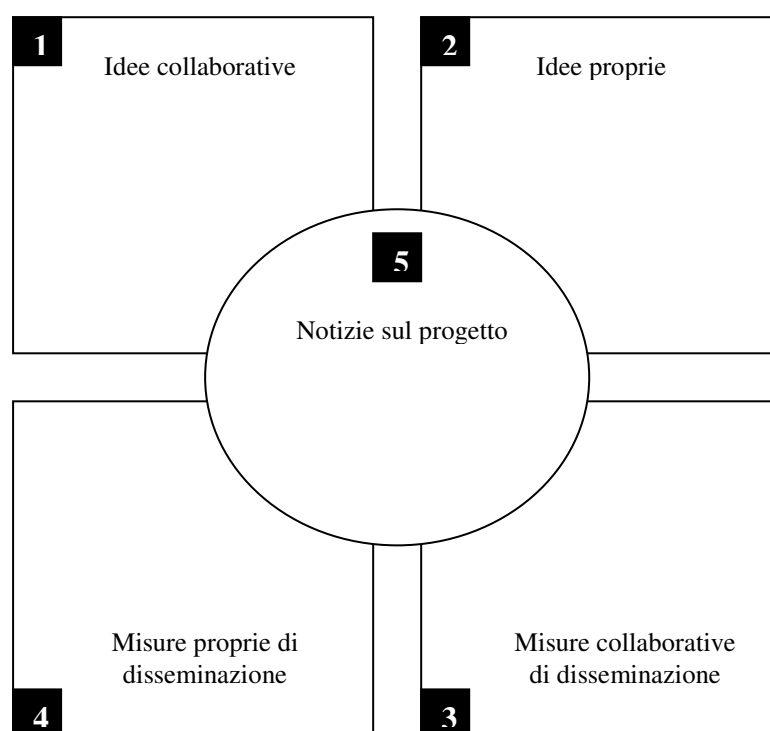 1
Idee collaborative
2
Idee proprie
5
Notizie sul progetto
Misure proprie di
disseminazione
4
Misure collaborative
di disseminazione
3